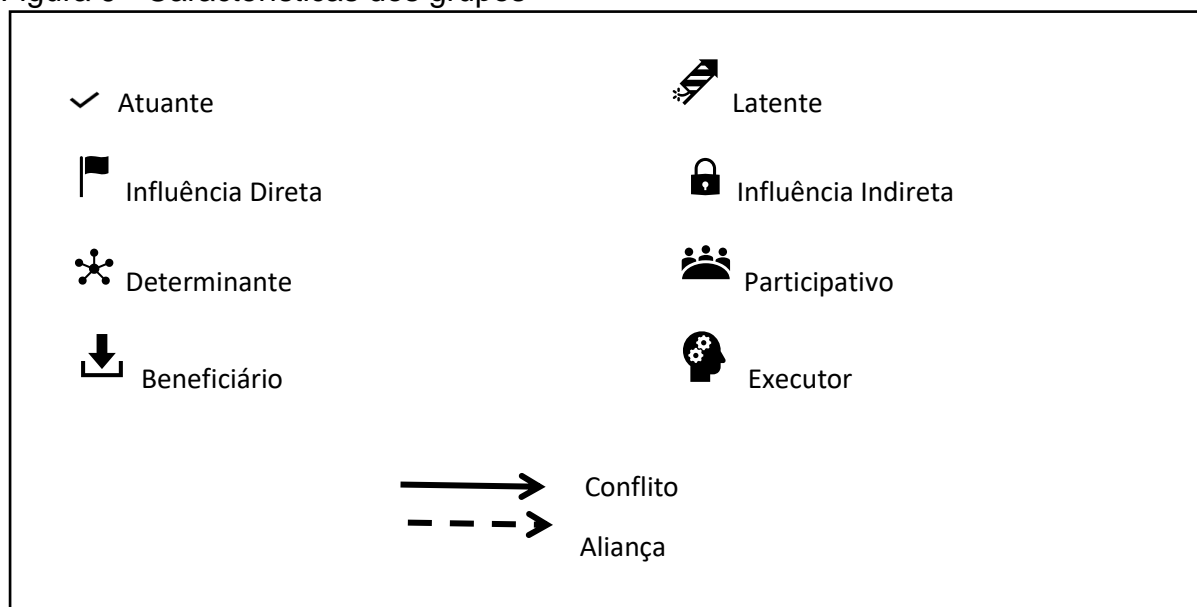 Atuante
Latente
Influência Direta
Influência Indireta
Determinante
Participativo
Beneficiário
Executor
Conflito
Aliança